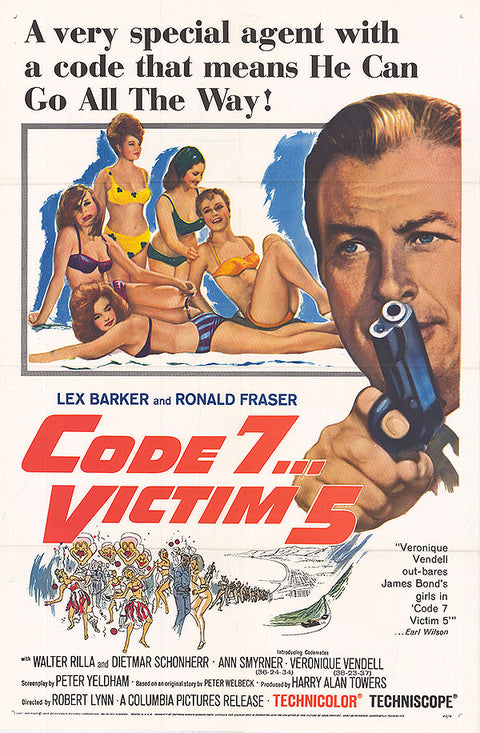 A very special agent with
a code that means He Can
Go All The Way!
LEX BARKER and RONALD FRASER
CODE 7...
VICTIM 5
"Veronique
Vendell
out-bares
James Bond's
girls in
'Code 7
Victim 5'"
...Earl Wilson
Introducing Codemates
with WALTER RILLA and DIETMAR SCHONHERR · ANN SMYRNER · VERONIQUE VENDELL
(36-24-34) (38-23-37)
Screenplay by PETER YELDHAM · Based on an original story by PETER WELBECK · Produced by HARRY ALAN TOWERS
Directed by ROBERT LYNN · A COLUMBIA PICTURES RELEASE · TECHNICOLOR® TECHNISCOPE®